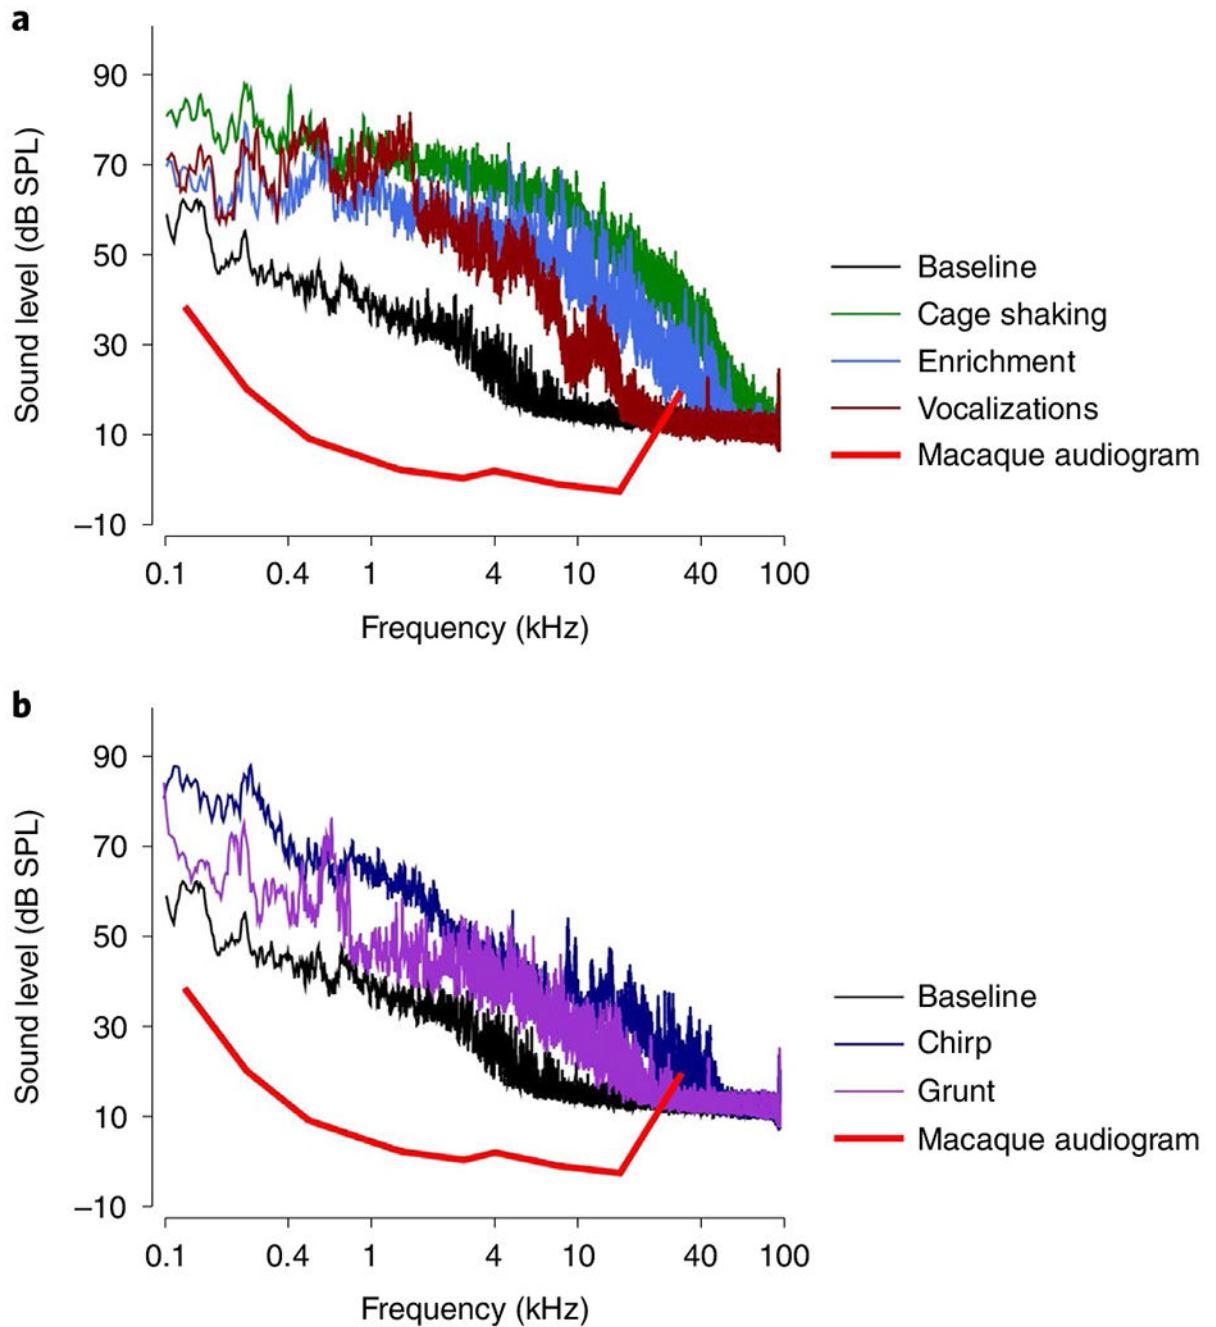 a
90
70
50
30
10
−10
Sound level (dB SPL)
0.1 0.4 1 4 10 40 100
Frequency (kHz)
Baseline
Cage shaking
Enrichment
Vocalizations
Macaque audiogram
b
90
70
50
30
10
−10
Sound level (dB SPL)
0.1 0.4 1 4 10 40 100
Frequency (kHz)
Baseline
Chirp
Grunt
Macaque audiogram